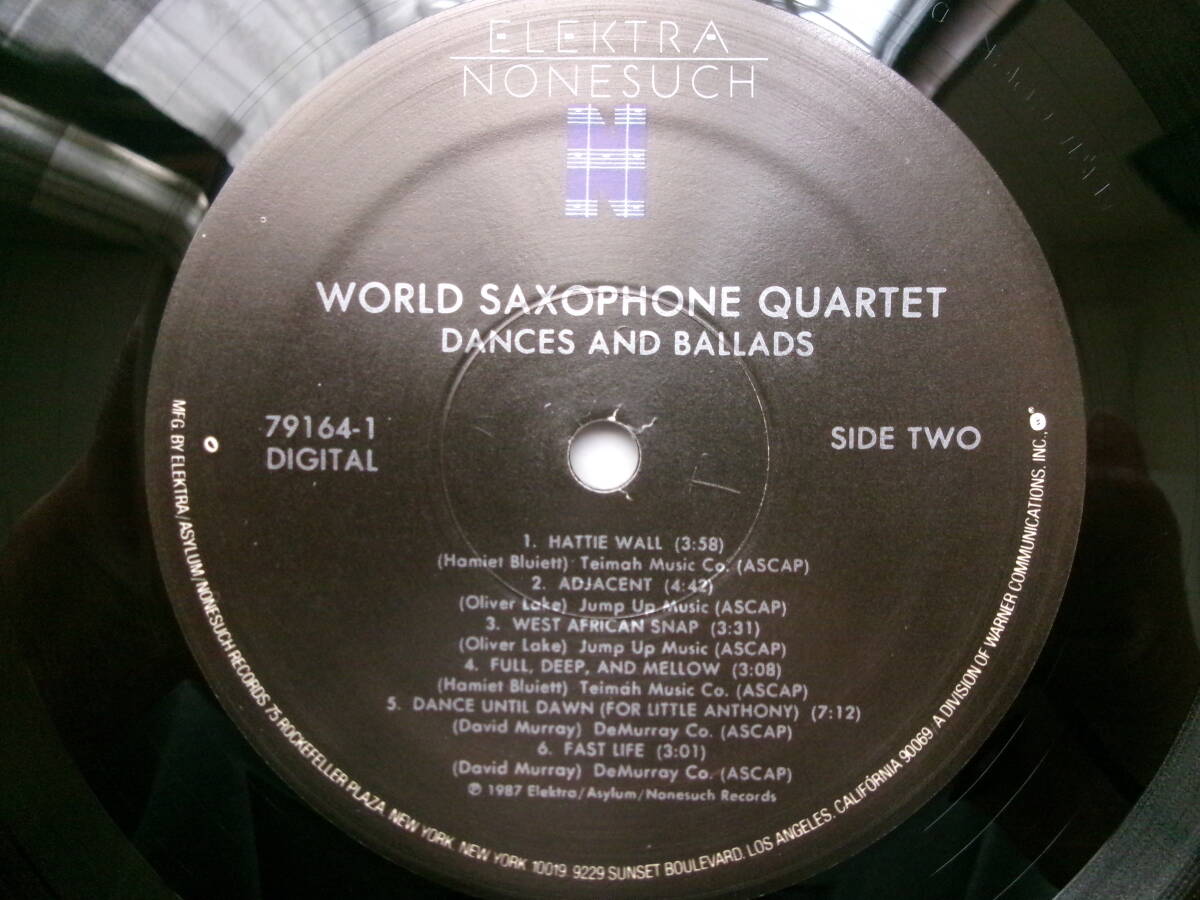 ELEKTRA
NONESUCH
N
WORLD SAXOPHONE QUARTET
DANCES AND BALLADS
79164-1
DIGITAL
SIDE TWO
1. HATTIE WALL (3:58)
(Hamiet Bluiett) Teimah Music Co. (ASCAP)
2. ADJACENT (4:42)
(Oliver Lake) Jump Up Music (ASCAP)
3. WEST AFRICAN SNAP (3:31)
(Oliver Lake) Jump Up Music (ASCAP)
4. FULL, DEEP, AND MELLOW (3:08)
(Hamiet Bluiett) Teimah Music Co. (ASCAP)
5. DANCE UNTIL DAWN (FOR LITTLE ANTHONY) (7:12)
(David Murray) DeMurray Co. (ASCAP)
6. FAST LIFE (3:01)
(David Murray) DeMurray Co. (ASCAP)
℗ 1987 Elektra/Asylum/Nonesuch Records
MFG. BY ELEKTRA/ASYLUM/NONESUCH RECORDS 75 ROCKEFELLER PLAZA, NEW YORK, NEW YORK 10019 9229 SUNSET BOULEVARD, LOS ANGELES, CALIFORNIA 90069 A DIVISION OF WARNER COMMUNICATIONS, INC.